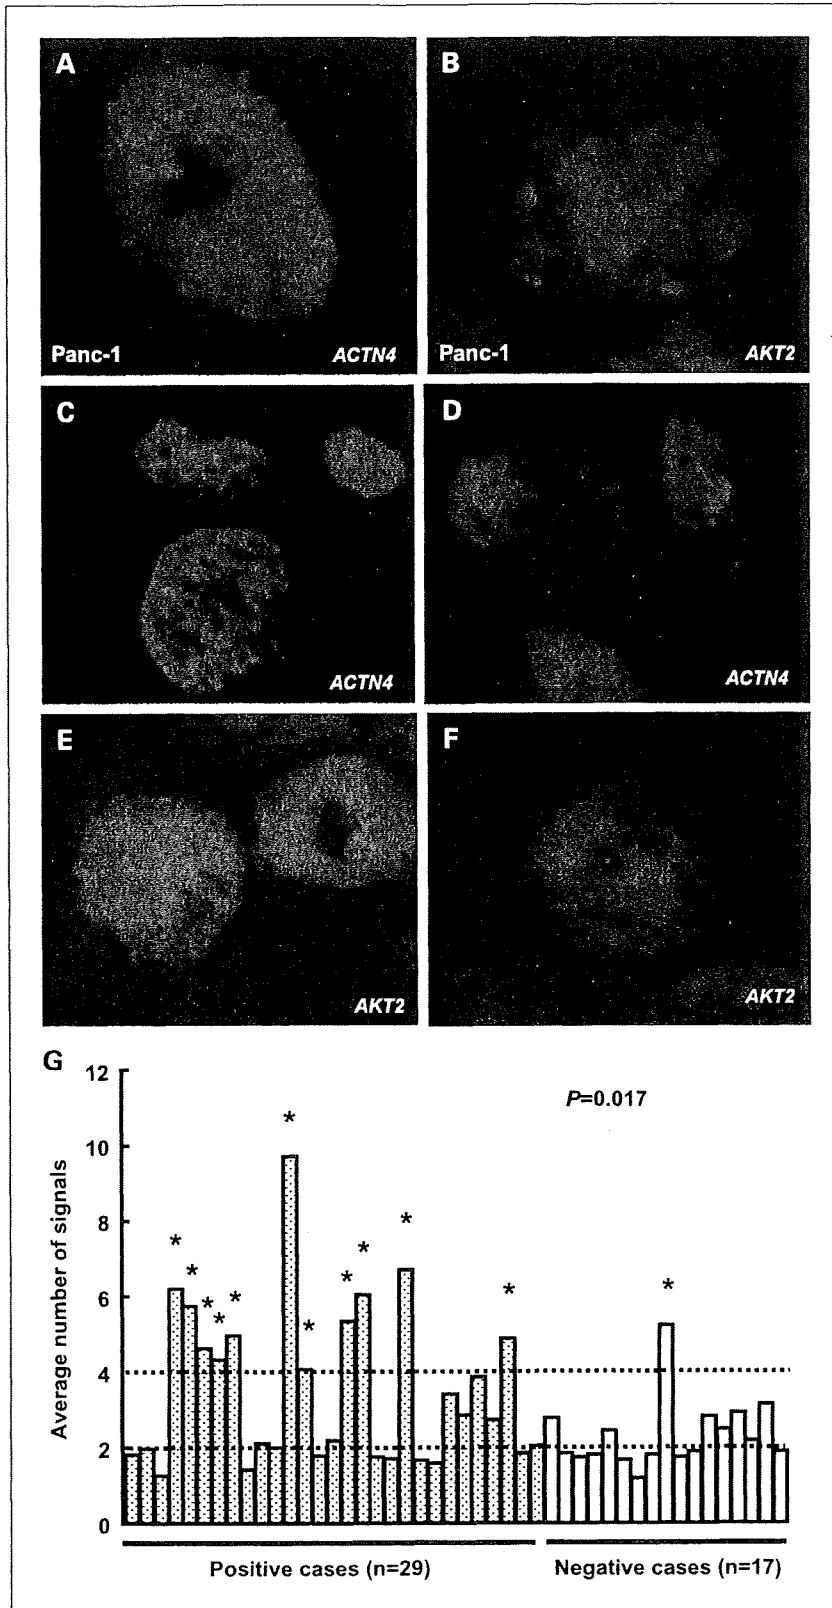 A
B
Panc-1
ACTN4
Panc-1
AKT2
C
D
ACTN4
ACTN4
E
F
AKT2
AKT2
G
12
10
8
6
4
2
0
Average number of signals
P=0.017
* * * * * * * * * * * *
Positive cases (n=29)
Negative cases (n=17)